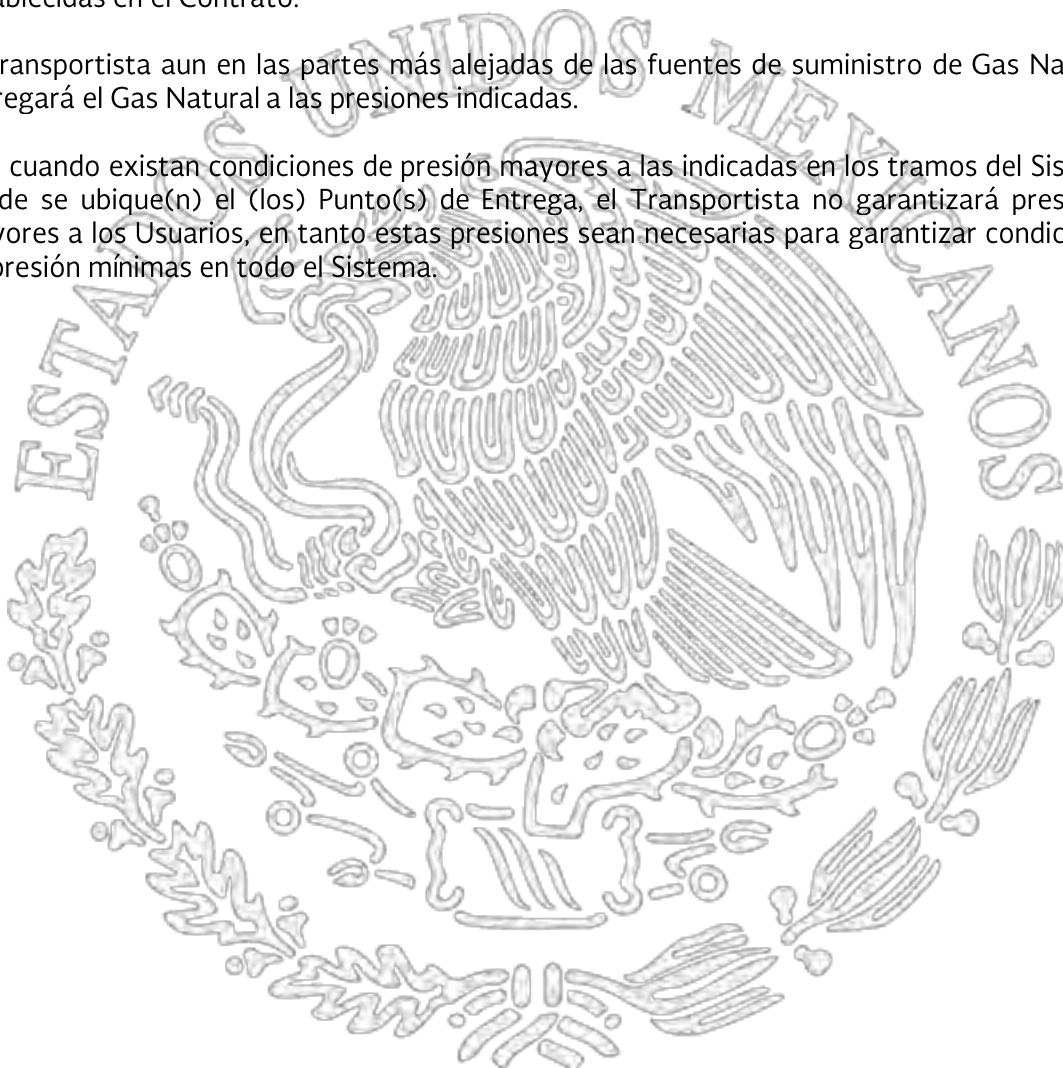 ablecidas en el Contrato.
ransportista aun en las partes más alejadas de las fuentes de suministro de Gas Na
regará el Gas Natural a las presiones indicadas.
cuando existan condiciones de presión mayores a las indicadas en los tramos del Sis
de se ubique(n) el (los) Punto(s) de Entrega, el Transportista no garantizará pres
yores a los Usuarios, en tanto estas presiones sean necesarias para garantizar condic
presión mínimas en todo el Sistema.
ESTADOS UNIDOS MEXICANOS